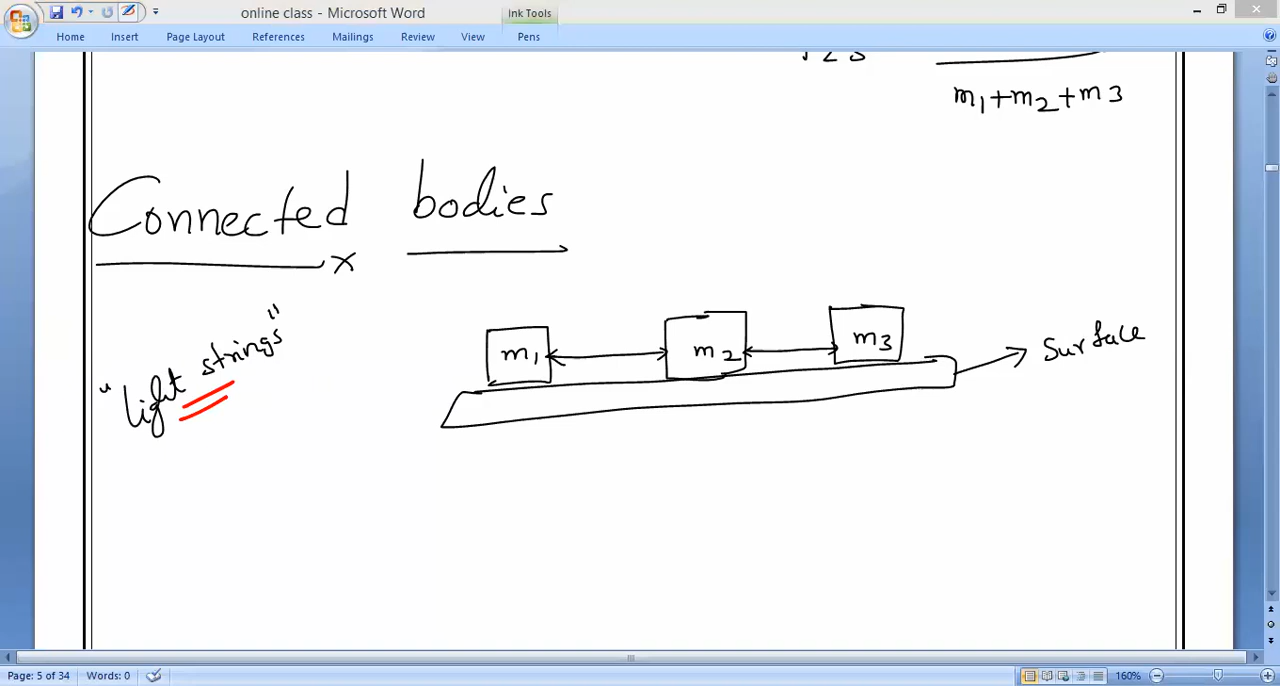 online class - Microsoft Word
Ink Tools
Home Insert Page Layout References Mailings Review View Pens
m1+m2+m3
Connected bodies
"light strings"
m1 m2 m3
Surface
Page: 5 of 34 Words: 0 160%